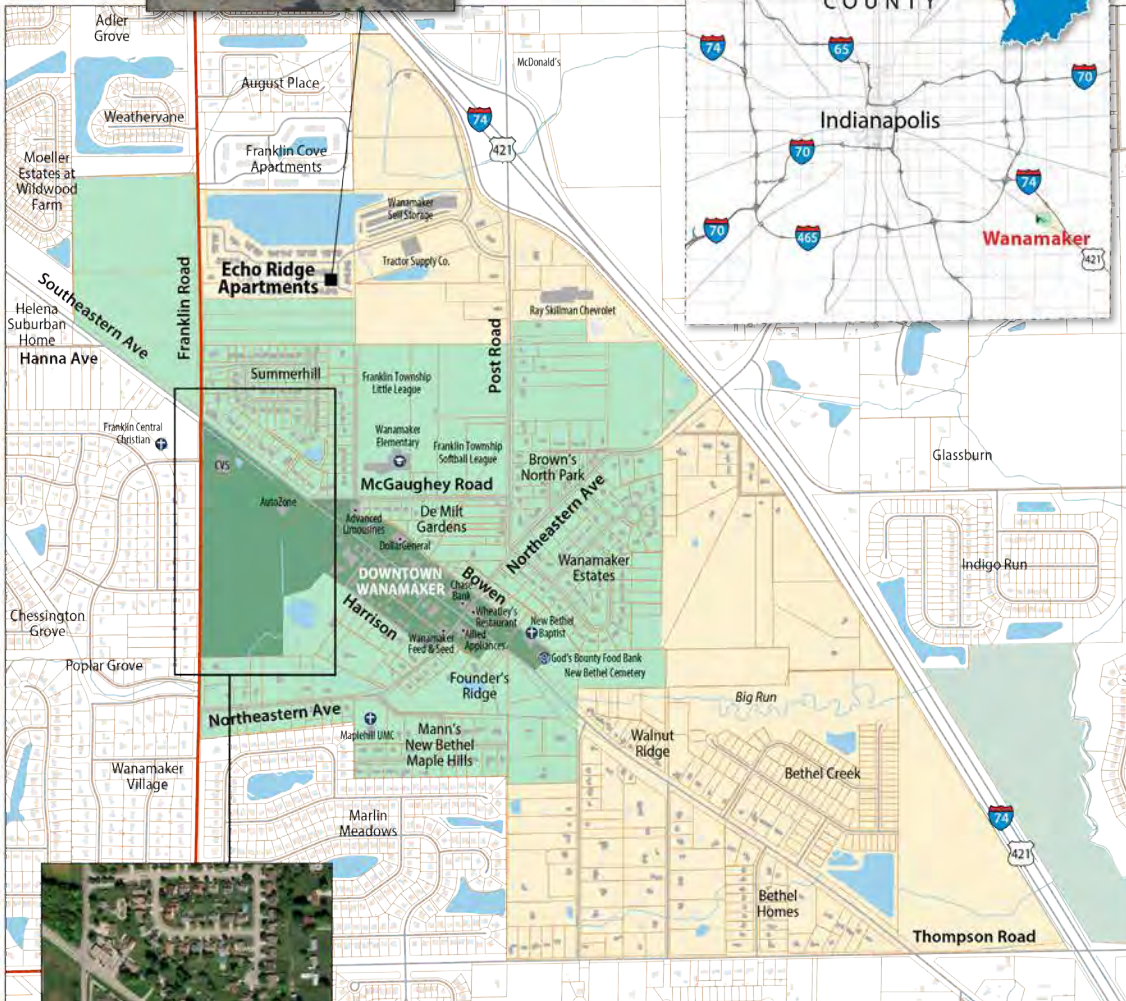 Adler
Grove
August Place
Weathervane
Franklin Cove
Apartments
Moeller
Estates at
Wildwood
Farm
McDonald's
74
421
COUNTY
74
65
70
Indianapolis
70
74
70
465
Wanamaker
421
Wanamaker
Self Storage
Tractor Supply Co.
Echo Ridge
Apartments
Ray Skillman Chevrolet
Southeastern Ave
Franklin Road
Post Road
Helena
Suburban
Home
Hanna Ave
Summerhill
Franklin Township
Little League
Franklin Central
Christian
Wanamaker
Elementary
Franklin Township
Softball League
Brown's
North Park
Glassburn
CVS
McGaughey Road
AutoZone
Advanced
Limousines
De Milt
Gardens
Northeastern Ave
DollarGeneral
Wanamaker
Estates
Indigo Run
DOWNTOWN
WANAMAKER
Chase
Bank
Bowen
Harrison
Wheatley's
Restaurant
New Bethel
Baptist
Chessington
Grove
Wanamaker
Feed & Seed
Allied
Appliances
God's Bounty Food Bank
New Bethel Cemetery
Poplar Grove
Founder's
Ridge
Big Run
Northeastern Ave
Maplehill UMC
Mann's
New Bethel
Maple Hills
Walnut
Ridge
Wanamaker
Village
Bethel Creek
Marlin
Meadows
74
421
Bethel
Homes
Thompson Road